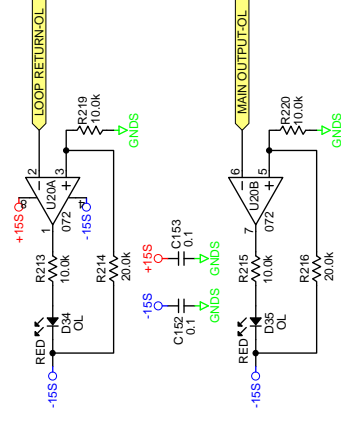 LOOP RETURN-OL
MAIN OUTPUT-OL
R219
10.0k
GNDS
2
3
+15S
8
U20A
4
-15S
072
1
R213
10.0k
R214
20.0k
RED
D34
OL
-15S
+15S
C153
0.1
GNDS
-15S
C152
0.1
GNDS
R220
10.0k
GNDS
6
5
U20B
072
7
R215
10.0k
R216
20.0k
RED
D35
OL
-15S